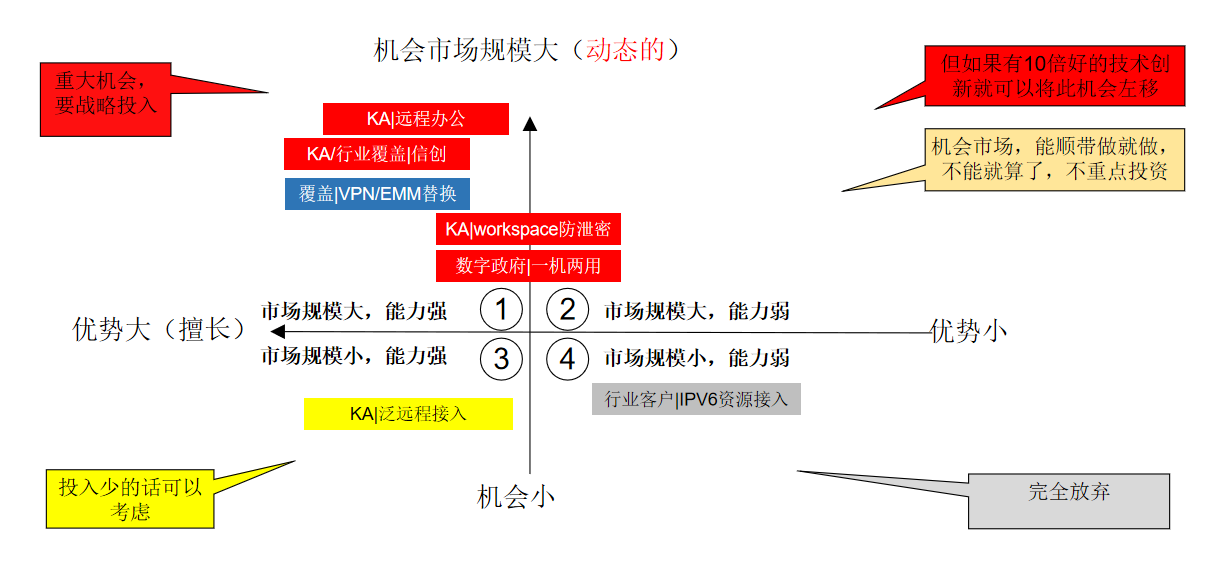 机会市场规模大（动态的）
重大机会，
要战略投入
但如果有10倍好的技术创
新就可以将此机会左移
KA|远程办公
KA/行业覆盖|信创
机会市场，能顺带做就做，
不能就算了，不重点投资
覆盖|VPN/EMM替换
KA|workspace防泄密
数字政府|一机两用
市场规模大，能力强
1
2
市场规模大，能力弱
优势大（擅长）
优势小
市场规模小，能力强
3
4
市场规模小，能力弱
行业客户|IPV6资源接入
KA|泛远程接入
投入少的话可以
考虑
机会小
完全放弃